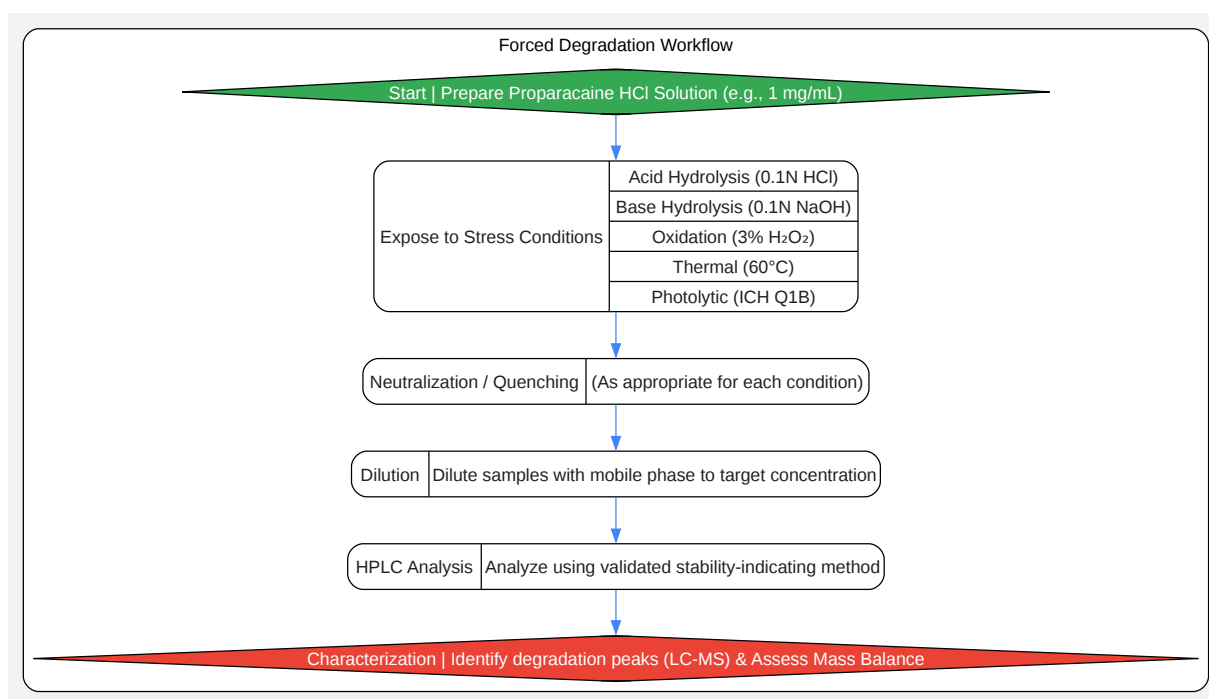 Forced Degradation Workflow
Start | Prepare Proparacaine HCl Solution (e.g., 1 mg/mL)
Expose to Stress Conditions
Acid Hydrolysis (0.1N HCl)
Base Hydrolysis (0.1N NaOH)
Oxidation (3% H₂O₂)
Thermal (60°C)
Photolytic (ICH Q1B)
Neutralization / Quenching
(As appropriate for each condition)
Dilution
Dilute samples with mobile phase to target concentration
HPLC Analysis
Analyze using validated stability-indicating method
Characterization | Identify degradation peaks (LC-MS) & Assess Mass Balance